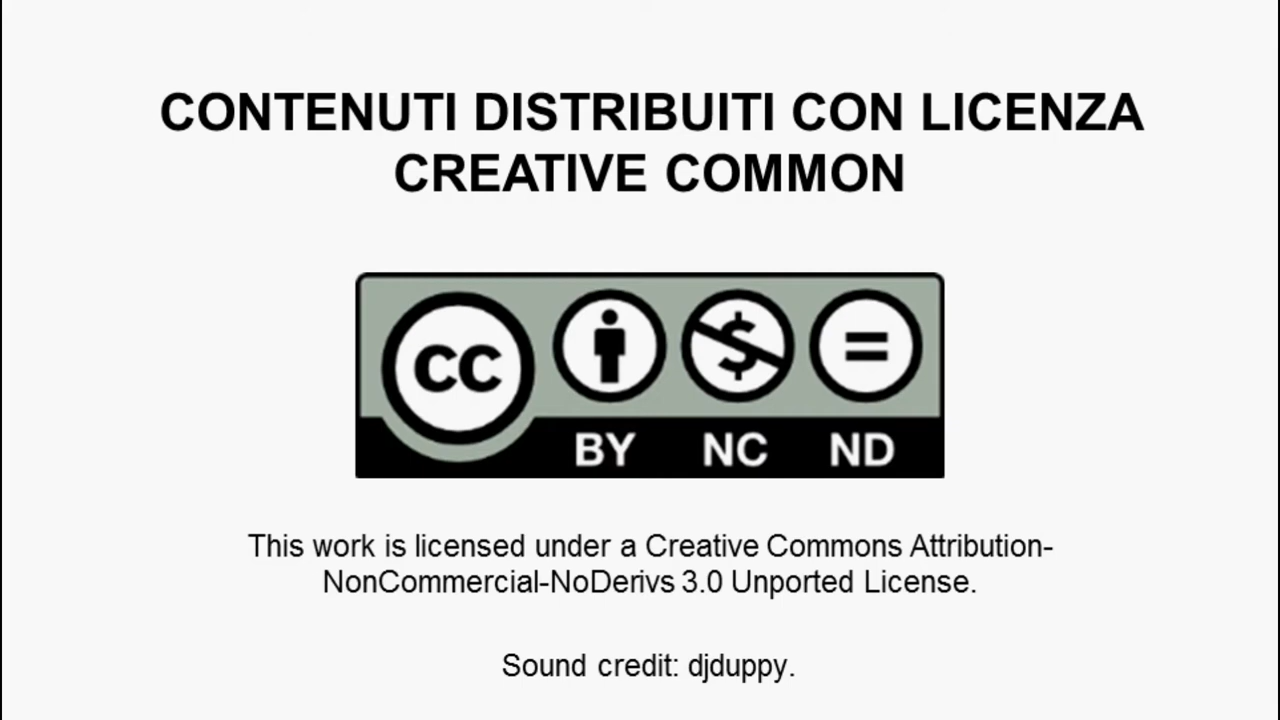 CONTENUTI DISTRIBUITI CON LICENZA
CREATIVE COMMON
CC
BY NC ND
This work is licensed under a Creative Commons Attribution-
NonCommercial-NoDerivs 3.0 Unported License.
Sound credit: djduppy.